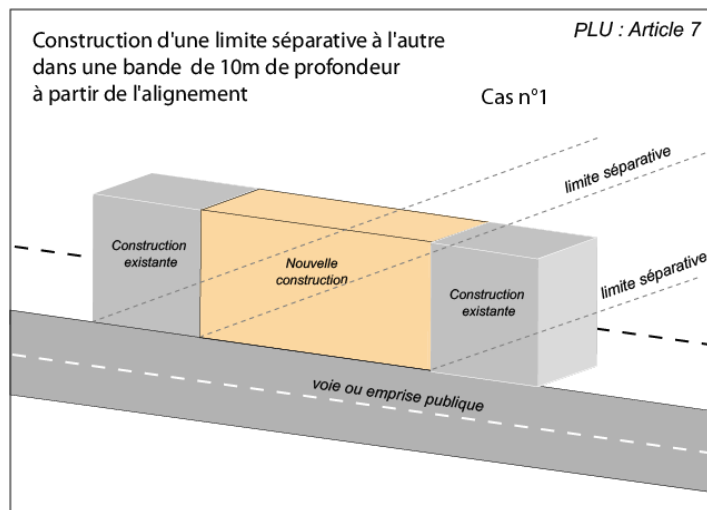 Construction d'une limite séparative à l'autre
dans une bande de 10m de profondeur
à partir de l'alignement
PLU : Article 7
Cas n°1
limite séparative
limite séparative
Construction
existante
Nouvelle
construction
Construction
existante
voie ou emprise publique